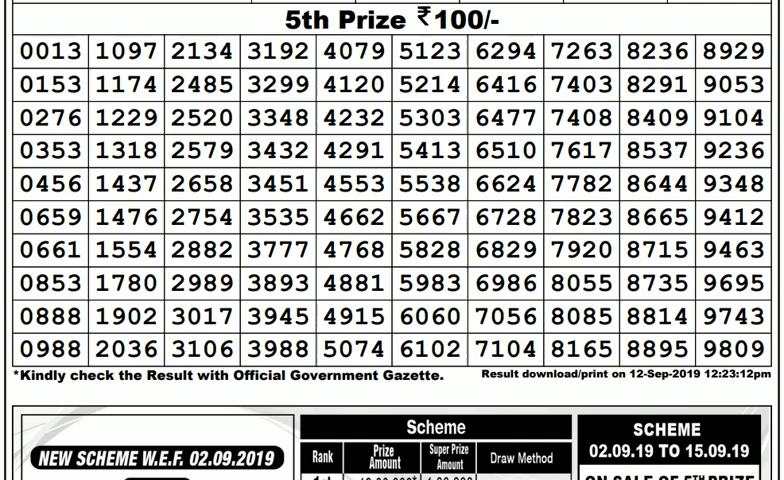 5th Prize ₹100/-
0013 1097 2134 3192 4079 5123 6294 7263 8236 8929
0153 1174 2485 3299 4120 5214 6416 7403 8291 9053
0276 1229 2520 3348 4232 5303 6477 7408 8409 9104
0353 1318 2579 3432 4291 5413 6510 7617 8537 9236
0456 1437 2658 3451 4553 5538 6624 7782 8644 9348
0659 1476 2754 3535 4662 5667 6728 7823 8665 9412
0661 1554 2882 3777 4768 5828 6829 7920 8715 9463
0853 1780 2989 3893 4881 5983 6986 8055 8735 9695
0888 1902 3017 3945 4915 6060 7056 8085 8814 9743
0988 2036 3106 3988 5074 6102 7104 8165 8895 9809
*Kindly check the Result with Official Government Gazette. Result download/print on 12-Sep-2019 12:23:12pm
NEW SCHEME W.E.F. 02.09.2019
Scheme
Rank Prize Amount Super Prize Amount Draw Method
SCHEME
02.09.19 TO 15.09.19
ON SALE OF 5TH PRIZE